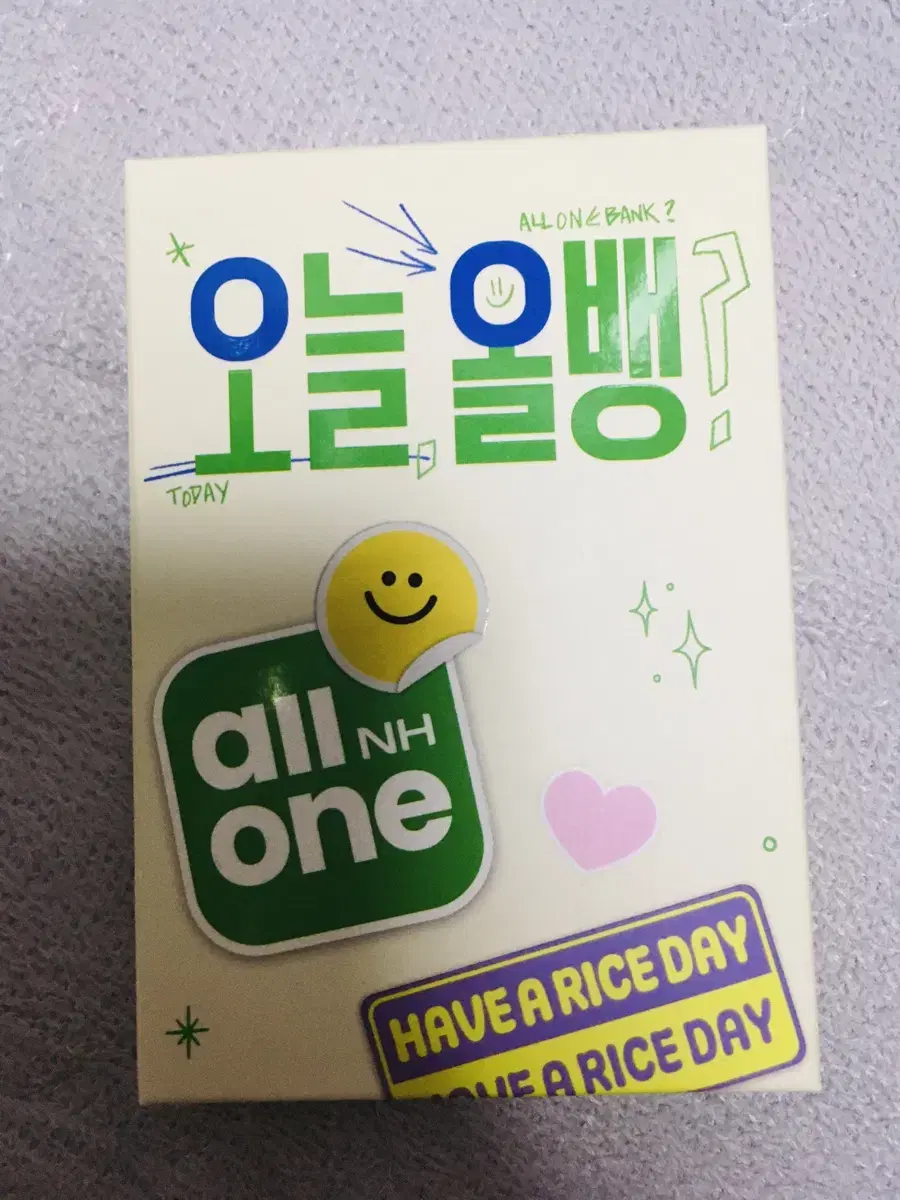 ALL ONE BANK?
오늘, 올뱅?
TODAY
all NH
one
HAVE A RICE DAY
HAVE A RICE DAY